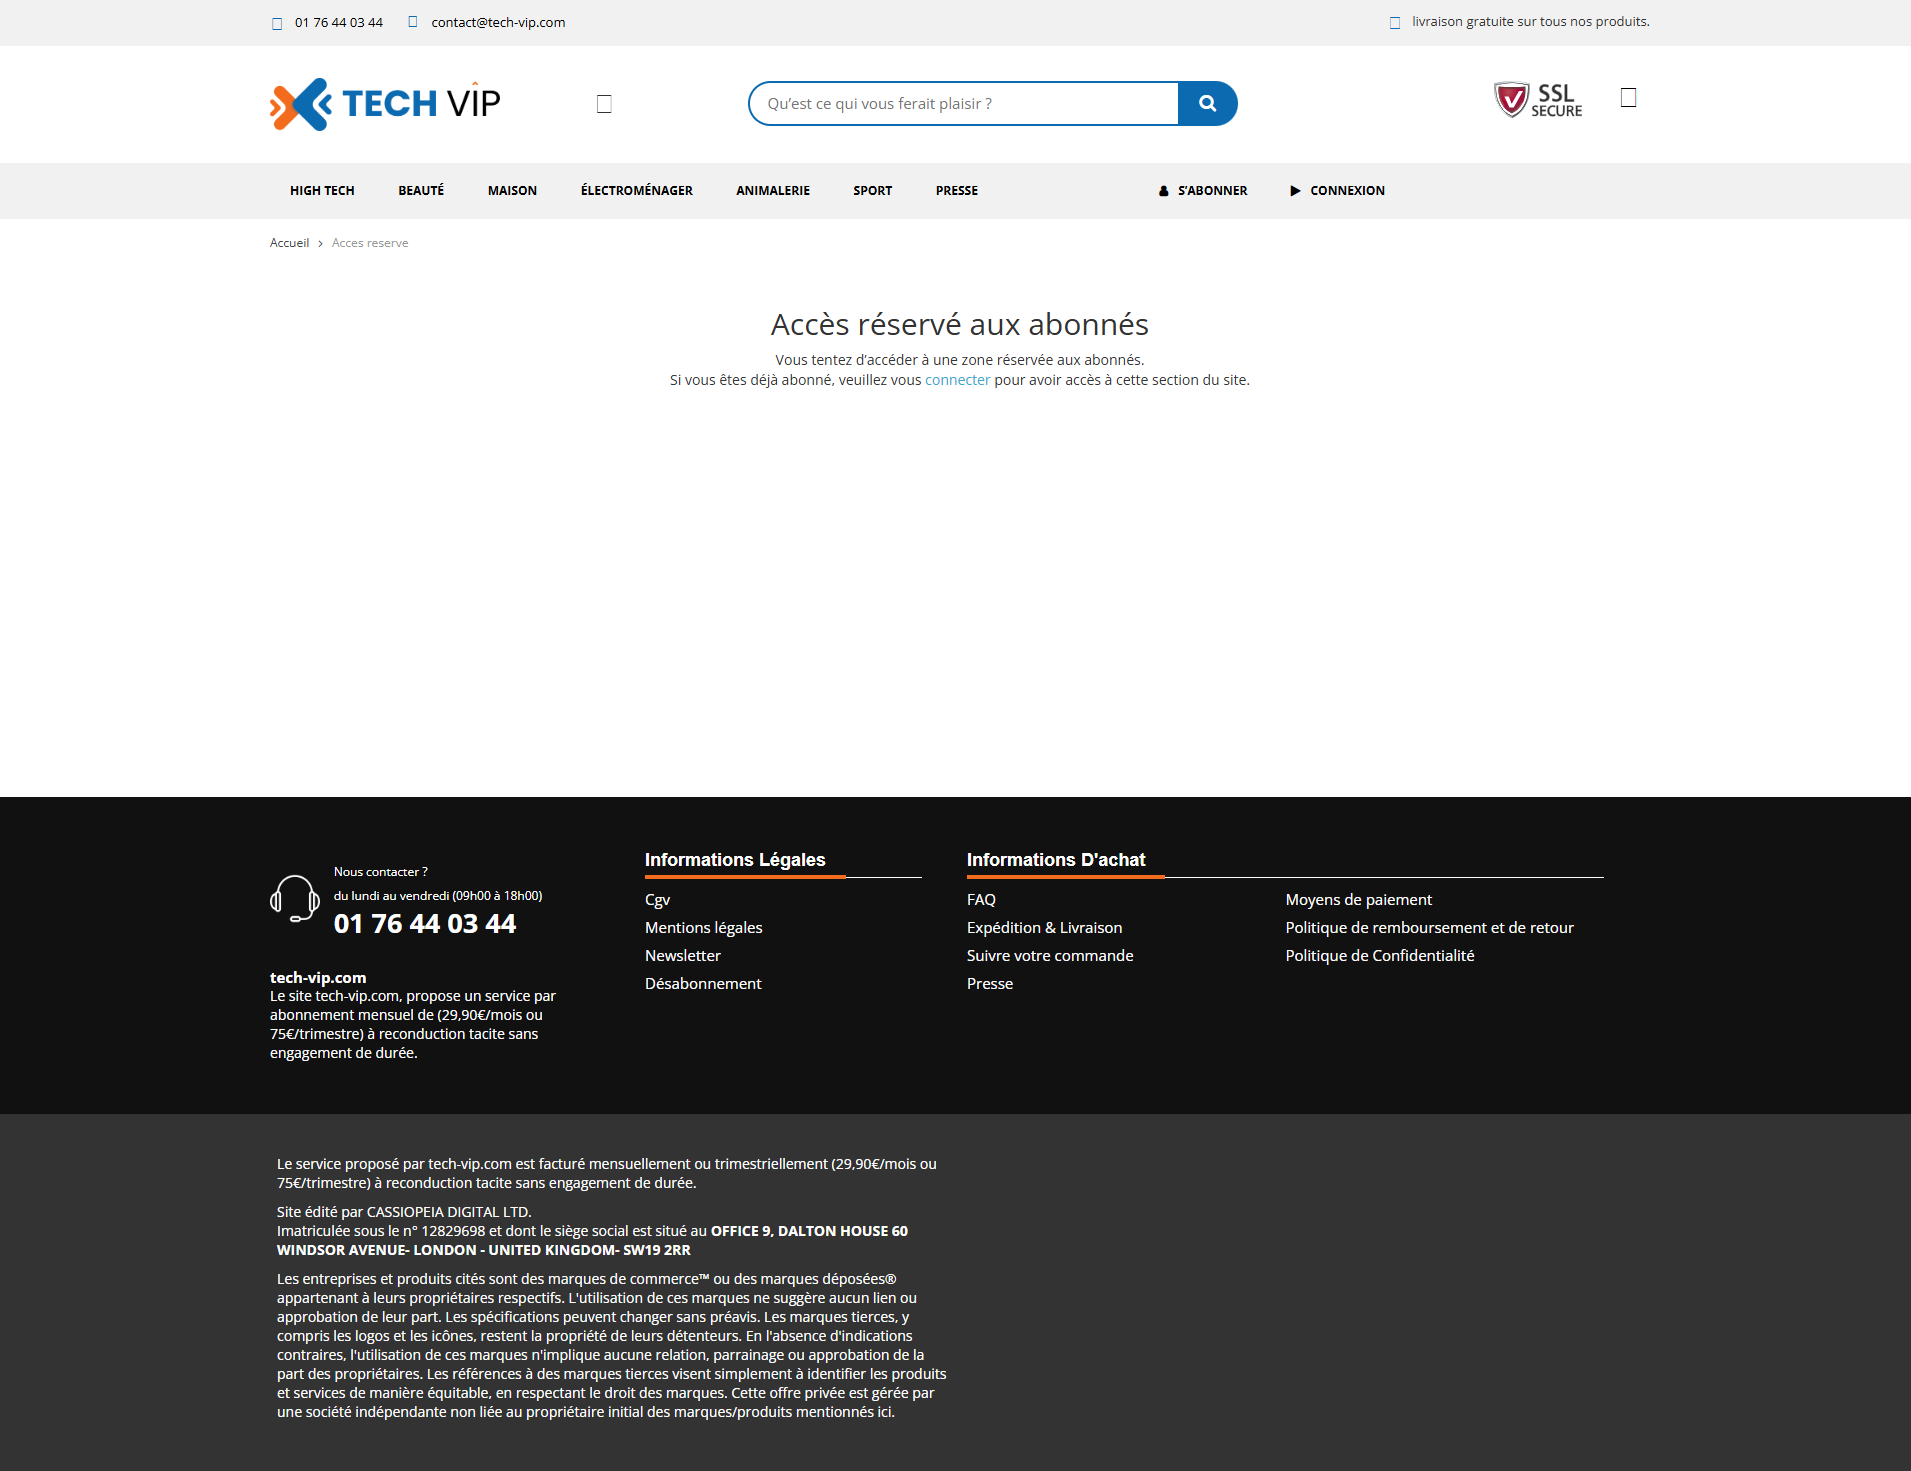 01 76 44 03 44
contact@tech-vip.com
livraison gratuite sur tous nos produits.
TECH VIP
Qu’est ce qui vous ferait plaisir ?
SSL
SECURE
HIGH TECH
BEAUTÉ
MAISON
ÉLECTROMÉNAGER
ANIMALERIE
SPORT
PRESSE
S’ABONNER
CONNEXION
Accueil
Acces reserve
Accès réservé aux abonnés
Vous tentez d’accéder à une zone réservée aux abonnés.
Si vous êtes déjà abonné, veuillez vous connecter pour avoir accès à cette section du site.
Nous contacter ?
du lundi au vendredi (09h00 à 18h00)
01 76 44 03 44
tech-vip.com
Le site tech-vip.com, propose un service par
abonnement mensuel de (29,90€/mois ou
75€/trimestre) à reconduction tacite sans
engagement de durée.
Informations Légales
Cgv
Mentions légales
Newsletter
Désabonnement
Informations D'achat
FAQ
Expédition & Livraison
Suivre votre commande
Presse
Moyens de paiement
Politique de remboursement et de retour
Politique de Confidentialité
Le service proposé par tech-vip.com est facturé mensuellement ou trimestriellement (29,90€/mois ou
75€/trimestre) à reconduction tacite sans engagement de durée.
Site édité par CASSIOPEIA DIGITAL LTD.
Imatriculée sous le n° 12829698 et dont le siège social est situé au OFFICE 9, DALTON HOUSE 60
WINDSOR AVENUE- LONDON - UNITED KINGDOM- SW19 2RR
Les entreprises et produits cités sont des marques de commerce™ ou des marques déposées®
appartenant à leurs propriétaires respectifs. L'utilisation de ces marques ne suggère aucun lien ou
approbation de leur part. Les spécifications peuvent changer sans préavis. Les marques tierces, y
compris les logos et les icônes, restent la propriété de leurs détenteurs. En l'absence d'indications
contraires, l'utilisation de ces marques n'implique aucune relation, parrainage ou approbation de la
part des propriétaires. Les références à des marques tierces visent simplement à identifier les produits
et services de manière équitable, en respectant le droit des marques. Cette offre privée est gérée par
une société indépendante non liée au propriétaire initial des marques/produits mentionnés ici.